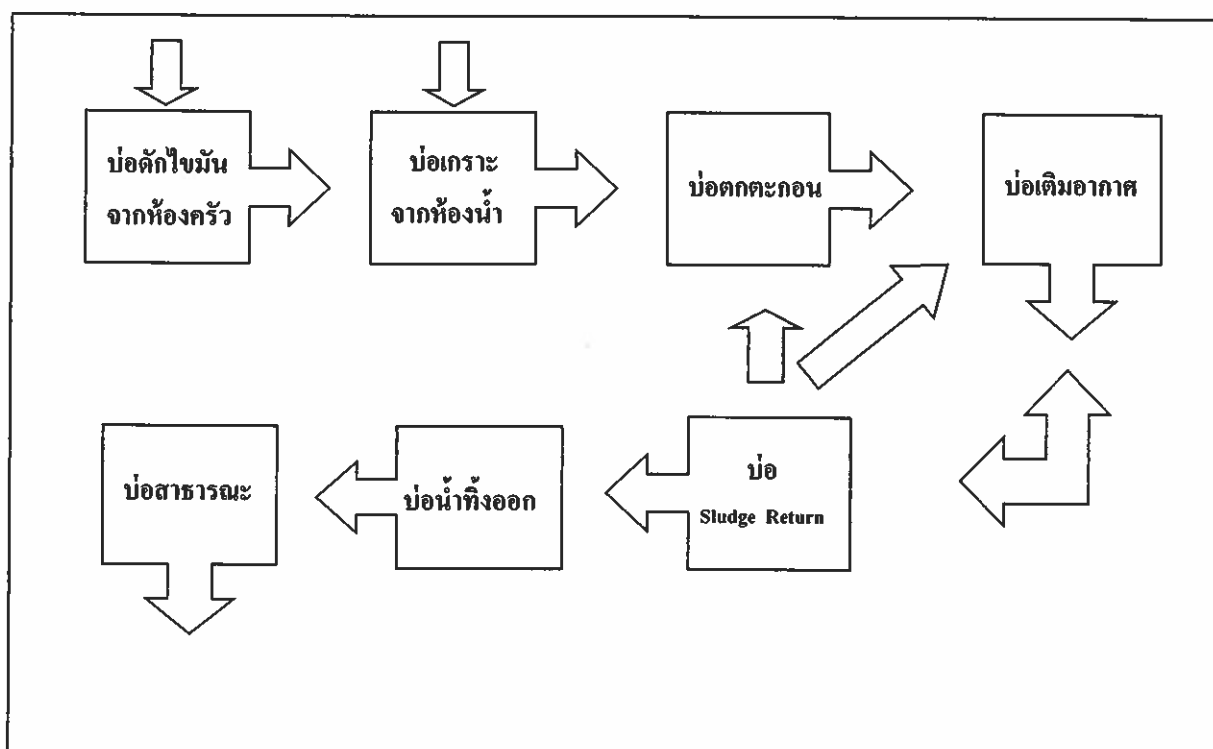 บ่อดักไขมัน
จากห้องครัว
บ่อเกราะ
จากห้องน้ำ
บ่อตกตะกอน
บ่อเติมอากาศ
บ่อสาธารณะ
บ่อน้ำทิ้งออก
บ่อ
Sludge Return